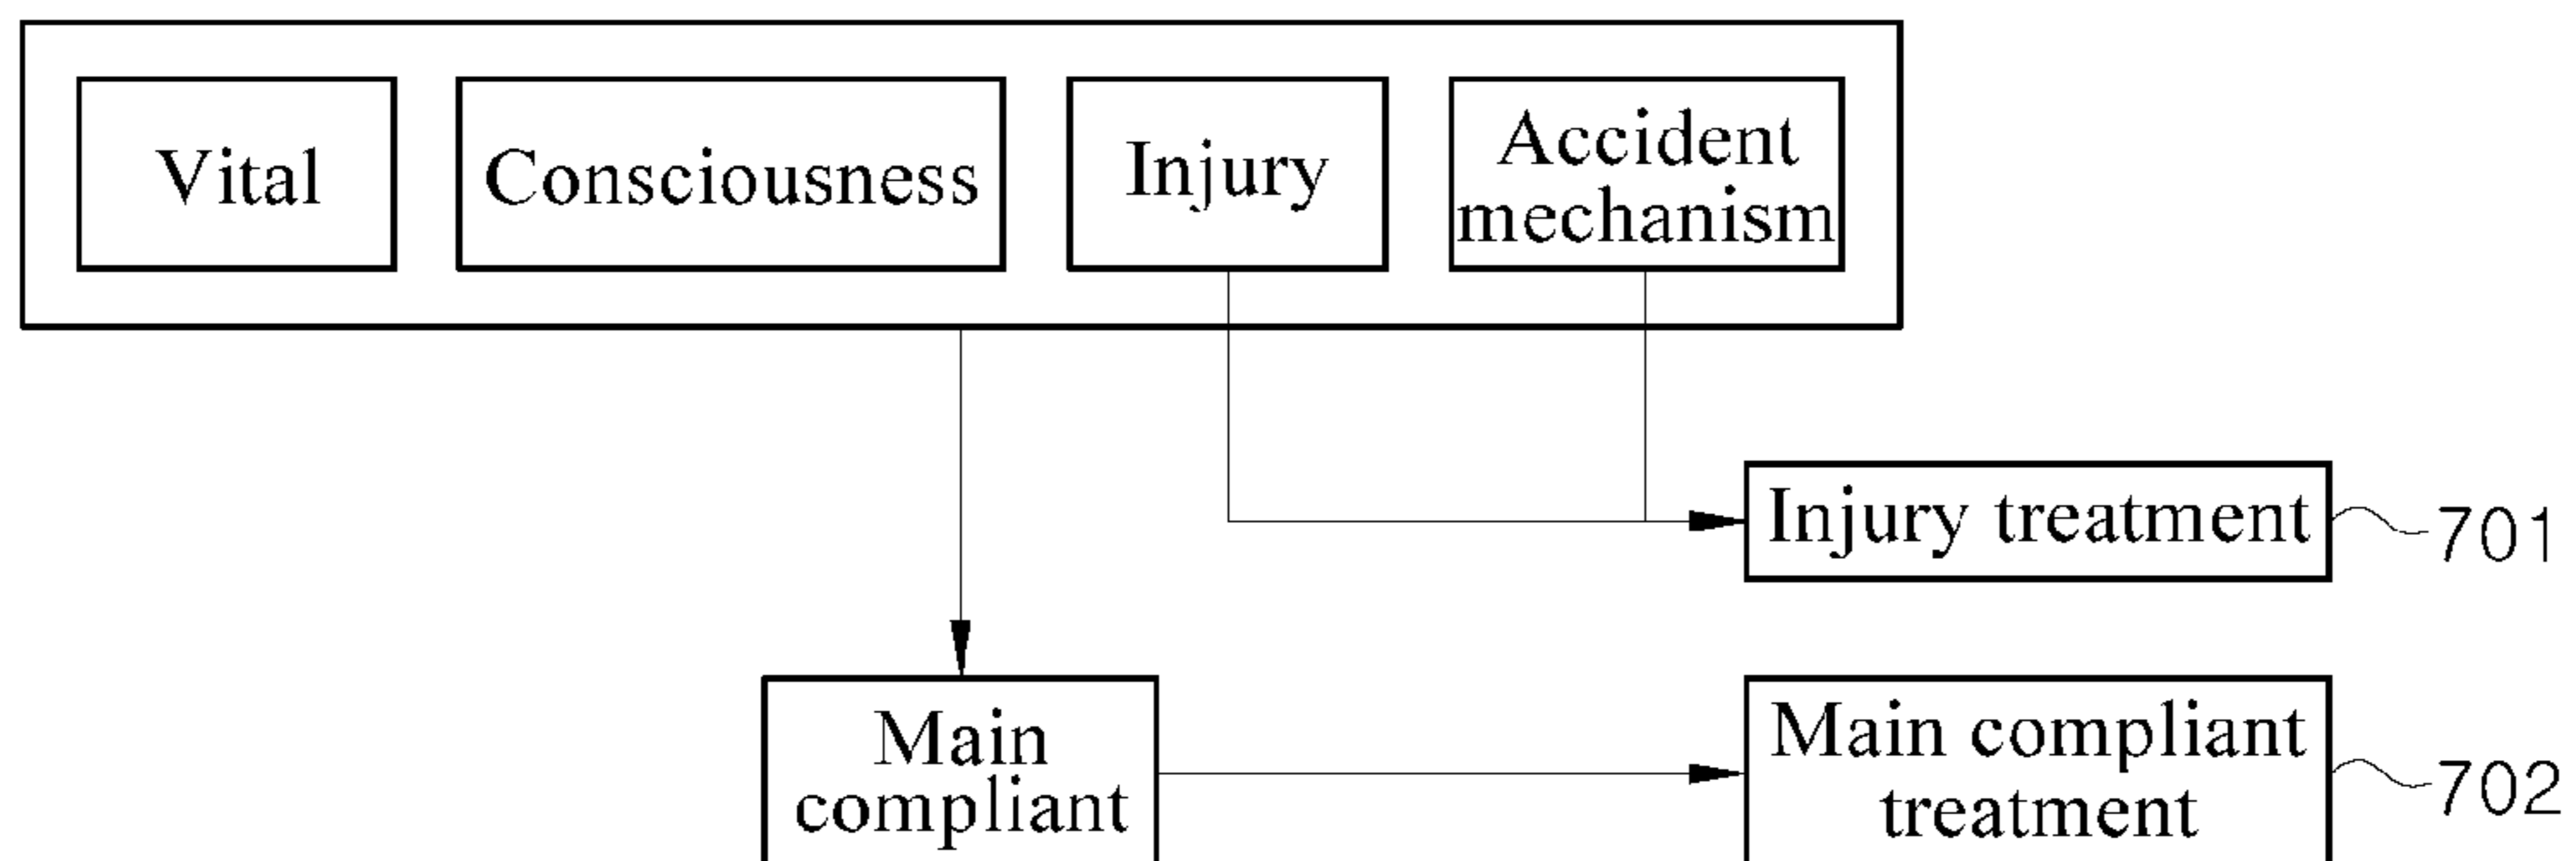 Vital
Consciousness
Injury
Accident
mechanism
Injury treatment
701
Main
compliant
Main compliant
treatment
702